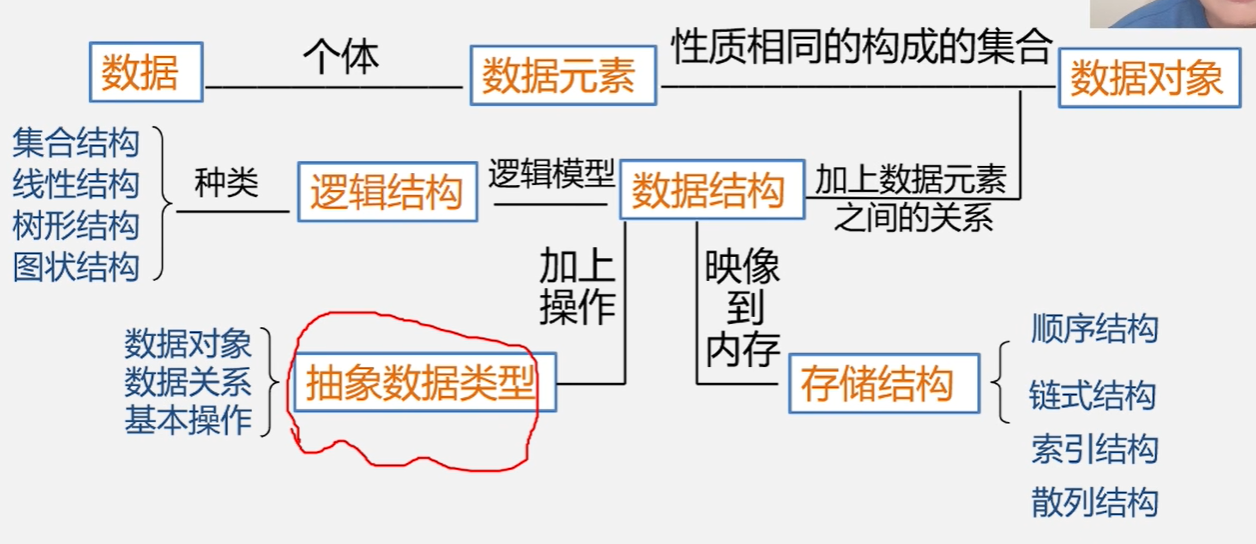 数据
个体
数据元素
性质相同的构成的集合
数据对象
集合结构
线性结构
树形结构
图状结构
种类
逻辑结构
逻辑模型
数据结构
加上数据元素
之间的关系
加上
操作
映像
到
内存
数据对象
数据关系
基本操作
抽象数据类型
存储结构
顺序结构
链式结构
索引结构
散列结构